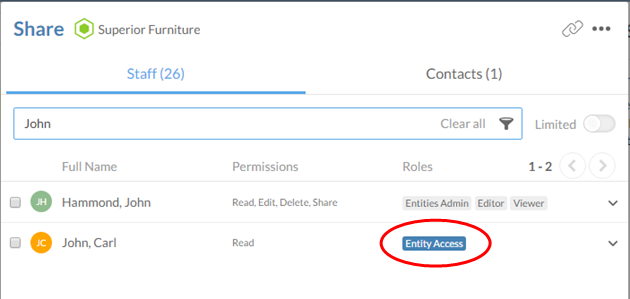 Share Superior Furniture
Staff (26) Contacts (1)
John Clear all Limited
Full Name Permissions Roles 1 - 2
JH Hammond, John Read, Edit, Delete, Share Entities Admin Editor Viewer
JC John, Carl Read Entity Access